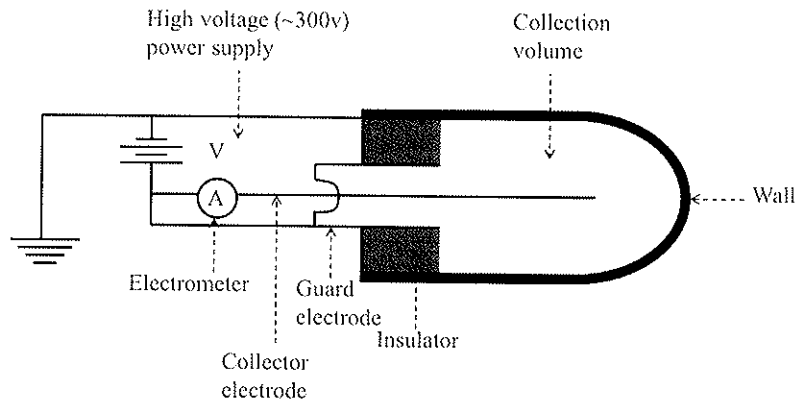 High voltage (~300v)
power supply
Collection
volume
V
A
Wall
Electrometer
Guard
electrode
Insulator
Collector
electrode